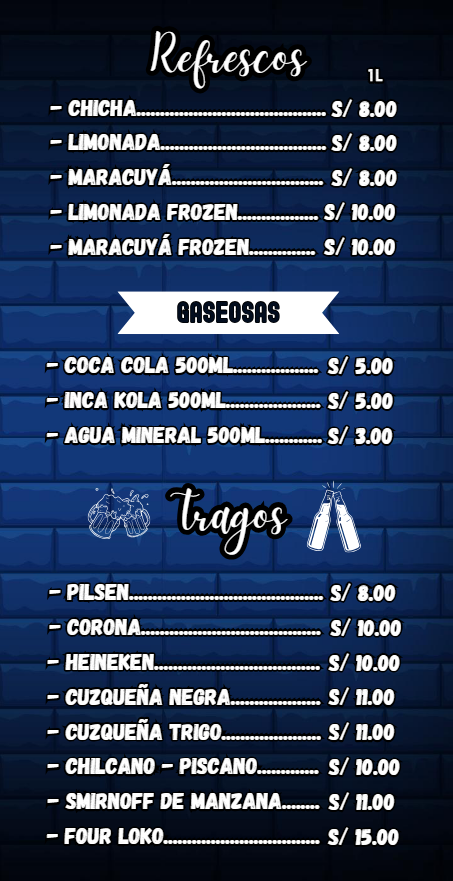 Refrescos
1L
- CHICHA................................................ S/ 8.00
- LIMONADA.......................................... S/ 8.00
- MARACUYÁ...................................... S/ 8.00
- LIMONADA FROZEN.................... S/ 10.00
- MARACUYÁ FROZEN................. S/ 10.00
GASEOSAS
- COCA COLA 500ML..................... S/ 5.00
- INCA KOLA 500ML........................ S/ 5.00
- AGUA MINERAL 500ML.............. S/ 3.00
Tragos
- PILSEN................................................. S/ 8.00
- CORONA............................................. S/ 10.00
- HEINEKEN.......................................... S/ 10.00
- CUZQUEÑA NEGRA....................... S/ 11.00
- CUZQUEÑA TRIGO......................... S/ 11.00
- CHILCANO - PISCANO............... S/ 10.00
- SMIRNOFF DE MANZANA......... S/ 11.00
- FOUR LOKO....................................... S/ 15.00